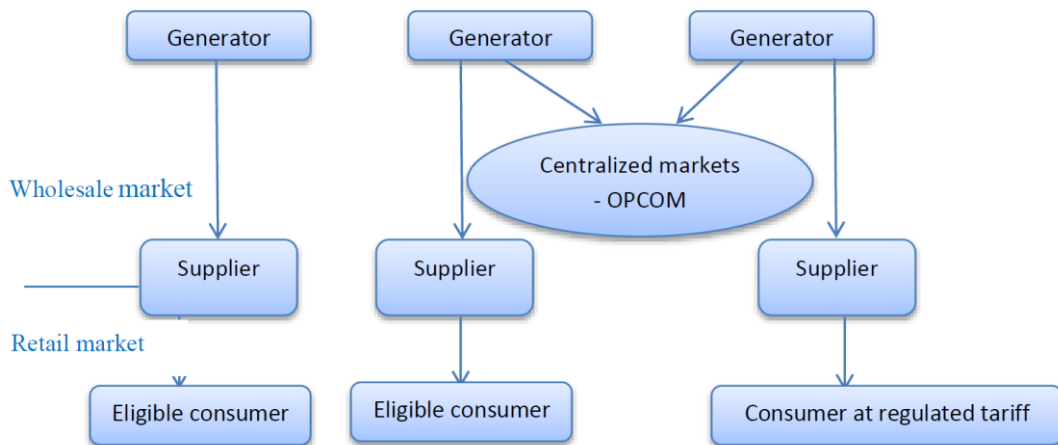 Generator
Generator
Generator
Centralized markets
- OPCOM
Wholesale market
Supplier
Supplier
Supplier
Retail market
Eligible consumer
Eligible consumer
Consumer at regulated tariff